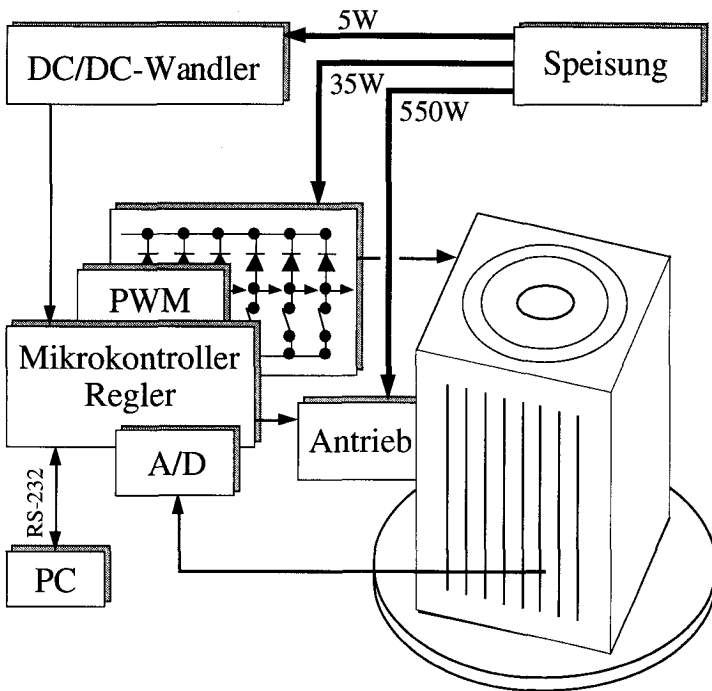 5W
DC/DC-Wandler
Speisung
35W
550W
PWM
Mikrokontroller
Regler
Antrieb
A/D
RS-232
PC